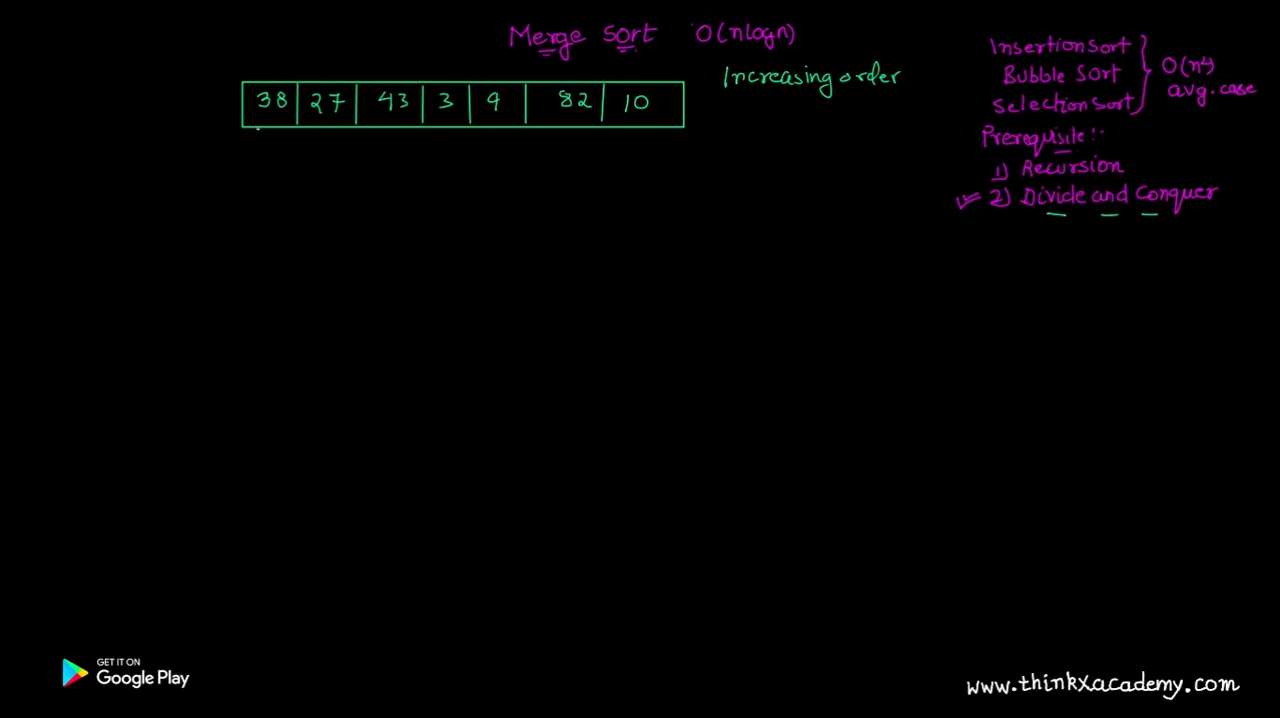 Merge Sort O(nlogn)
Increasing order
38 27 43 3 9 82 10
Insertion Sort
Bubble Sort
Selection Sort
O(n²)
avg. case
Prerequisite :-
1) Recursion
2) Divide and Conquer
GET IT ON
Google Play
www.thinkxacademy.com